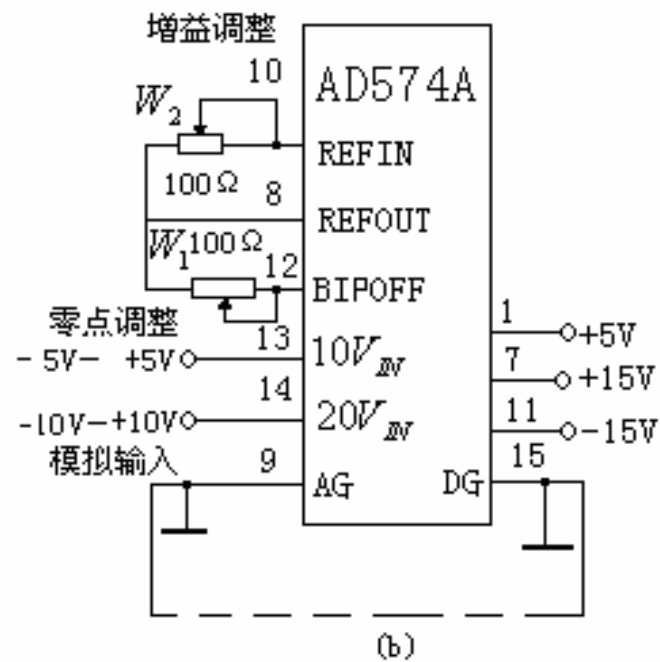 增益调整
10
AD574A
W₂
REFIN
100Ω
8
REFOUT
W₁ 100Ω
12
BIPOFF
零点调整
13
1
+5V
-5V- +5V
10V_IN
7
+15V
14
-10V-+10V
20V_IN
11
-15V
模拟输入
9
15
AG
DG
(b)